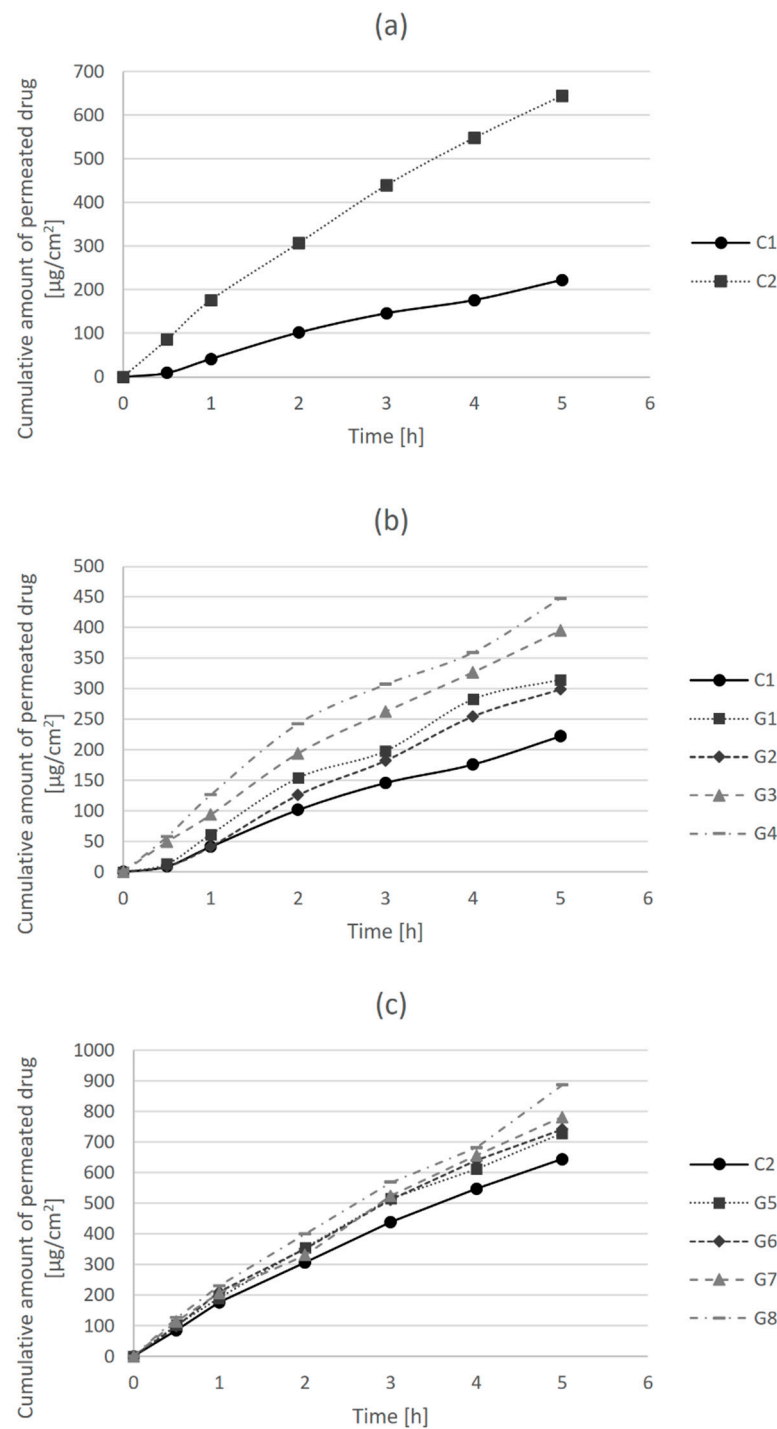 (a)
Cumulative amount of permeated drug
[µg/cm²]
700
600
500
400
300
200
100
0
0 1 2 3 4 5 6
Time [h]
C1
C2
(b)
Cumulative amount of permeated drug
[µg/cm²]
500
450
400
350
300
250
200
150
100
50
0
0 1 2 3 4 5 6
Time [h]
C1
G1
G2
G3
G4
(c)
Cumulative amount of permeated drug
[µg/cm²]
1000
900
800
700
600
500
400
300
200
100
0
0 1 2 3 4 5 6
Time [h]
C2
G5
G6
G7
G8